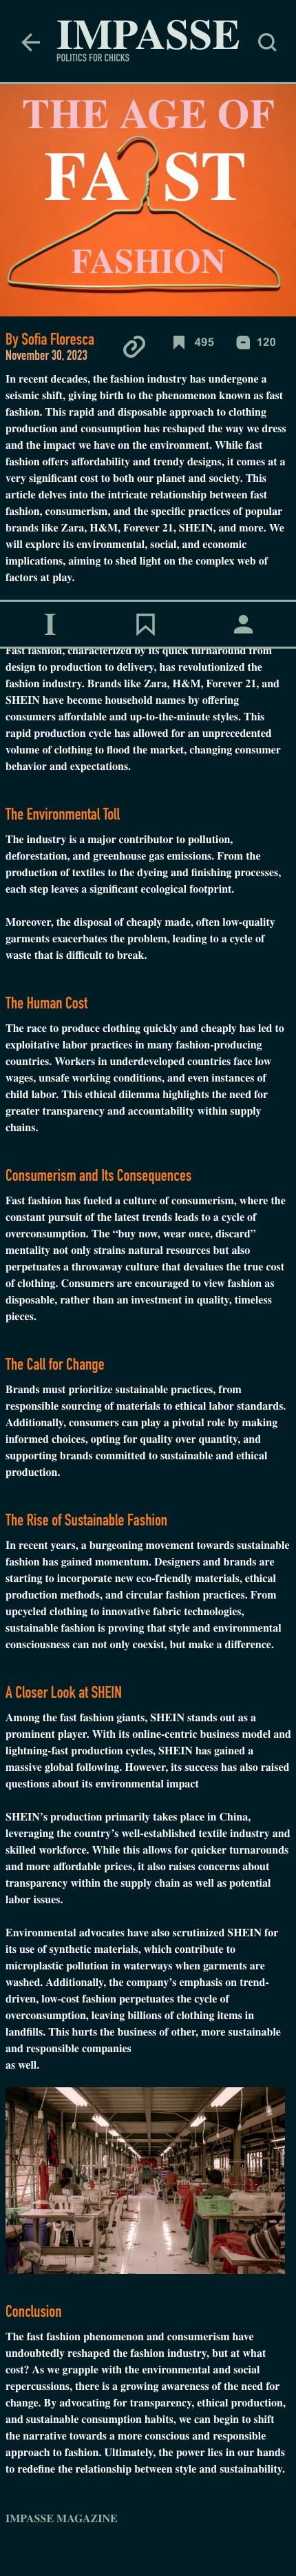 IMPASSE
POLITICS FOR CHICKS
THE AGE OF
FA ST
FASHION
By Sofia Floresca
November 30, 2023
495
120
In recent decades, the fashion industry has undergone a
seismic shift, giving birth to the phenomenon known as fast
fashion. This rapid and disposable approach to clothing
production and consumption has reshaped the way we dress
and the impact we have on the environment. While fast
fashion offers affordability and trendy designs, it comes at a
very significant cost to both our planet and society. This
article delves into the intricate relationship between fast
fashion, consumerism, and the specific practices of popular
brands like Zara, H&M, Forever 21, SHEIN, and more. We
will explore its environmental, social, and economic
implications, aiming to shed light on the complex web of
factors at play.
I
Fast fashion, characterized by its quick turnaround from
design to production to delivery, has revolutionized the
fashion industry. Brands like Zara, H&M, Forever 21, and
SHEIN have become household names by offering
consumers affordable and up-to-the-minute styles. This
rapid production cycle has allowed for an unprecedented
volume of clothing to flood the market, changing consumer
behavior and expectations.
The Environmental Toll
The industry is a major contributor to pollution,
deforestation, and greenhouse gas emissions. From the
production of textiles to the dyeing and finishing processes,
each step leaves a significant ecological footprint.
Moreover, the disposal of cheaply made, often low-quality
garments exacerbates the problem, leading to a cycle of
waste that is difficult to break.
The Human Cost
The race to produce clothing quickly and cheaply has led to
exploitative labor practices in many fashion-producing
countries. Workers in underdeveloped countries face low
wages, unsafe working conditions, and even instances of
child labor. This ethical dilemma highlights the need for
greater transparency and accountability within supply
chains.
Consumerism and Its Consequences
Fast fashion has fueled a culture of consumerism, where the
constant pursuit of the latest trends leads to a cycle of
overconsumption. The “buy now, wear once, discard”
mentality not only strains natural resources but also
perpetuates a throwaway culture that devalues the true cost
of clothing. Consumers are encouraged to view fashion as
disposable, rather than an investment in quality, timeless
pieces.
The Call for Change
Brands must prioritize sustainable practices, from
responsible sourcing of materials to ethical labor standards.
Additionally, consumers can play a pivotal role by making
informed choices, opting for quality over quantity, and
supporting brands committed to sustainable and ethical
production.
The Rise of Sustainable Fashion
In recent years, a burgeoning movement towards sustainable
fashion has gained momentum. Designers and brands are
starting to incorporate new eco-friendly materials, ethical
production methods, and circular fashion practices. From
upcycled clothing to innovative fabric technologies,
sustainable fashion is proving that style and environmental
consciousness can not only coexist, but make a difference.
A Closer Look at SHEIN
Among the fast fashion giants, SHEIN stands out as a
prominent player. With its online-centric business model and
lightning-fast production cycles, SHEIN has gained a
massive global following. However, its success has also raised
questions about its environmental impact
SHEIN’s production primarily takes place in China,
leveraging the country’s well-established textile industry and
skilled workforce. While this allows for quicker turnarounds
and more affordable prices, it also raises concerns about
transparency within the supply chain as well as potential
labor issues.
Environmental advocates have also scrutinized SHEIN for
its use of synthetic materials, which contribute to
microplastic pollution in waterways when garments are
washed. Additionally, the company’s emphasis on trend-
driven, low-cost fashion perpetuates the cycle of
overconsumption, leaving billions of clothing items in
landfills. This hurts the business of other, more sustainable
and responsible companies
as well.
Conclusion
The fast fashion phenomenon and consumerism have
undoubtedly reshaped the fashion industry, but at what
cost? As we grapple with the environmental and social
repercussions, there is a growing awareness of the need for
change. By advocating for transparency, ethical production,
and sustainable consumption habits, we can begin to shift
the narrative towards a more conscious and responsible
approach to fashion. Ultimately, the power lies in our hands
to redefine the relationship between style and sustainability.
IMPASSE MAGAZINE